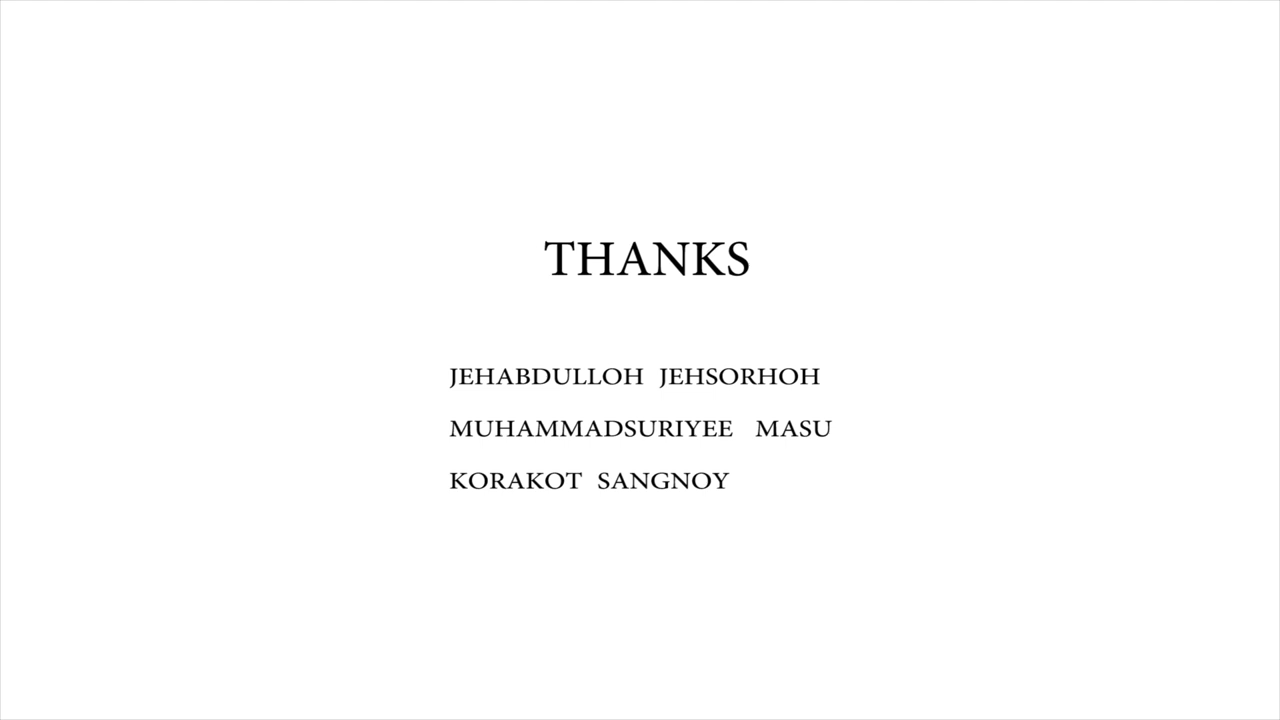 THANKS
JEHABDULLOH JEHSORHOH
MUHAMMADSURIYEE MASU
KORAKOT SANGNOY